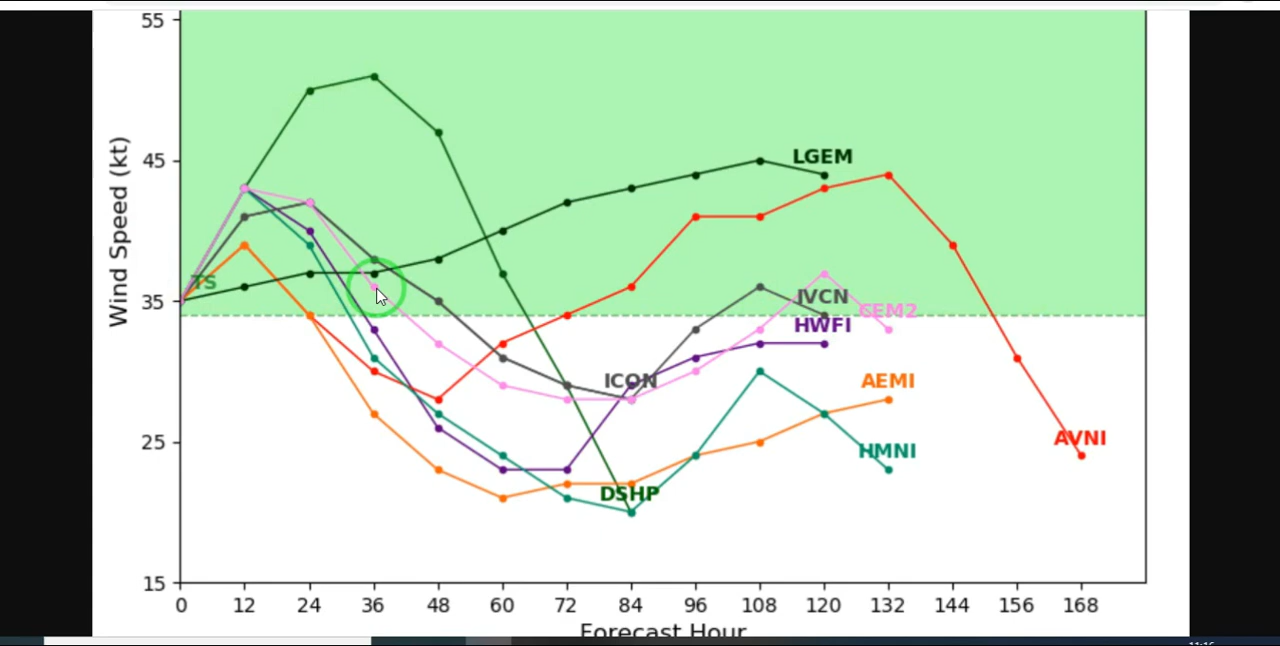 55
45
35
25
15
Wind Speed (kt)
TS
LGEM
IVCN
CEM2
HWFI
ICON
AEMI
AVNI
HMNI
DSHP
0 12 24 36 48 60 72 84 96 108 120 132 144 156 168
Forecast Hour